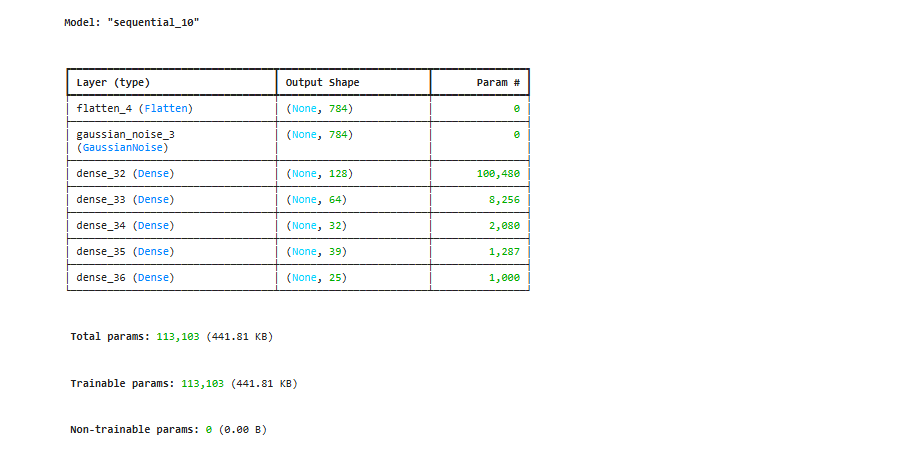 Model: "sequential_10"
Layer (type) Output Shape Param #
flatten_4 (Flatten) (None, 784) 0
gaussian_noise_3 (None, 784) 0
(GaussianNoise)
dense_32 (Dense) (None, 128) 100,480
dense_33 (Dense) (None, 64) 8,256
dense_34 (Dense) (None, 32) 2,080
dense_35 (Dense) (None, 39) 1,287
dense_36 (Dense) (None, 25) 1,000
Total params: 113,103 (441.81 KB)
Trainable params: 113,103 (441.81 KB)
Non-trainable params: 0 (0.00 B)